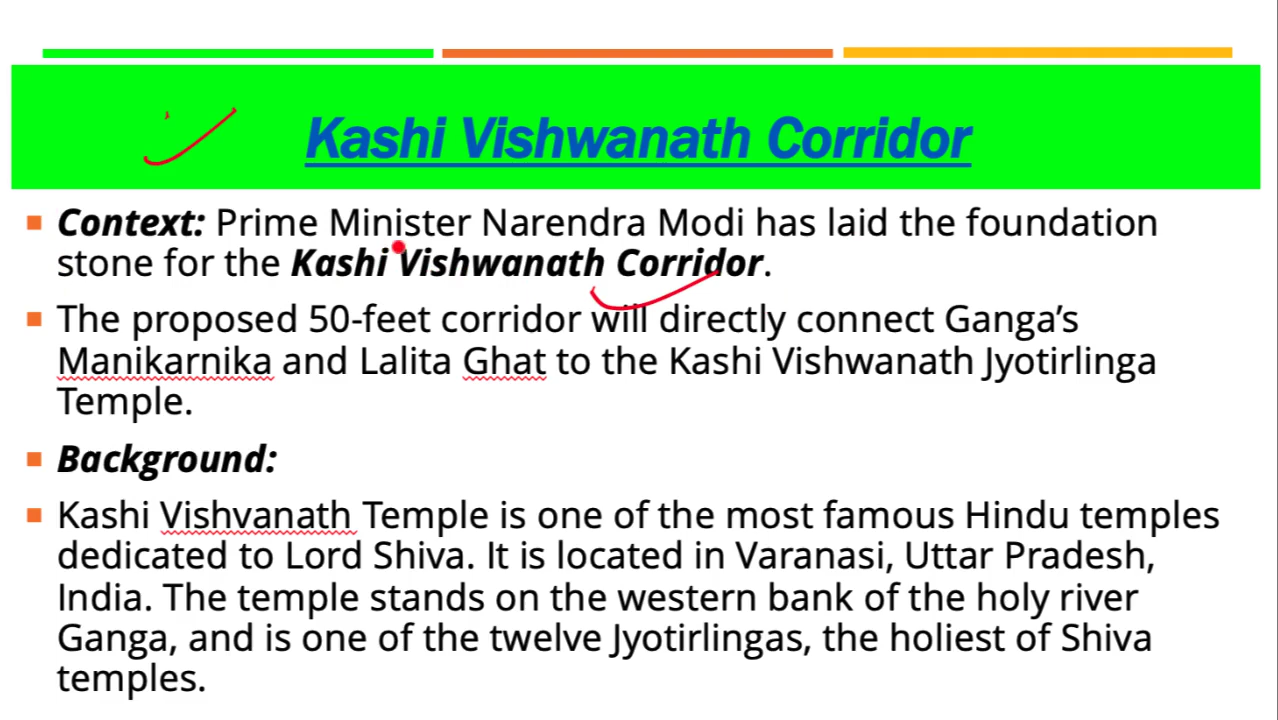 Kashi Vishwanath Corridor
Context: Prime Minister Narendra Modi has laid the foundation
stone for the Kashi Vishwanath Corridor.
The proposed 50-feet corridor will directly connect Ganga’s
Manikarnika and Lalita Ghat to the Kashi Vishwanath Jyotirlinga
Temple.
Background:
Kashi Vishvanath Temple is one of the most famous Hindu temples
dedicated to Lord Shiva. It is located in Varanasi, Uttar Pradesh,
India. The temple stands on the western bank of the holy river
Ganga, and is one of the twelve Jyotirlingas, the holiest of Shiva
temples.